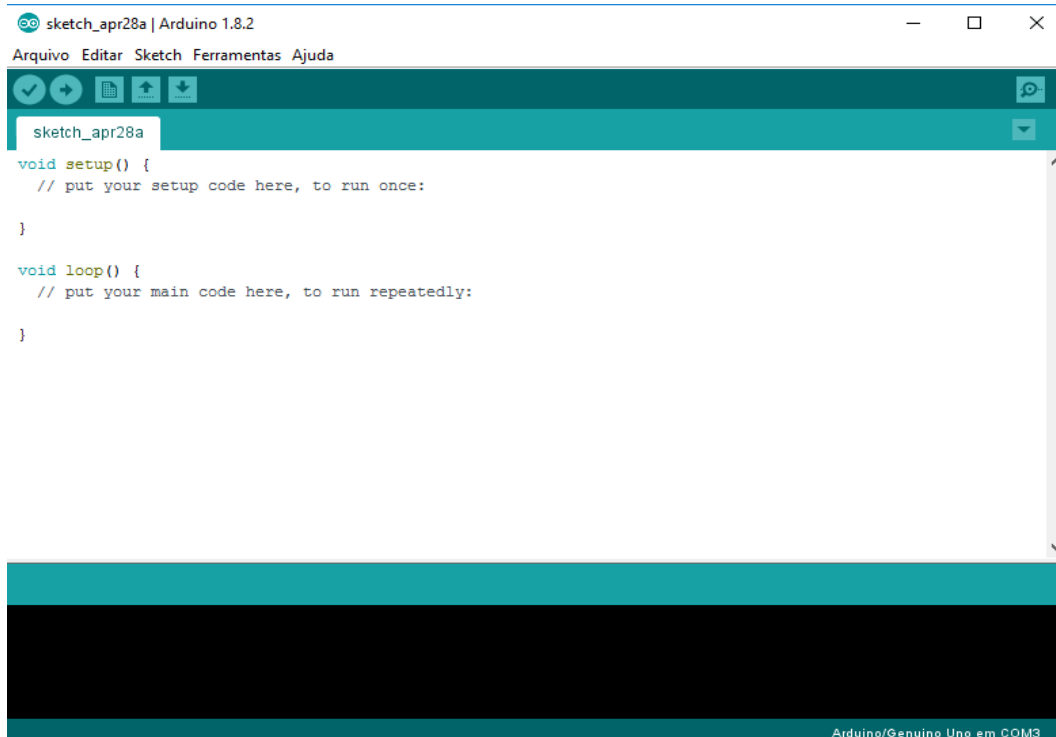 sketch_apr28a | Arduino 1.8.2
Arquivo Editar Sketch Ferramentas Ajuda
sketch_apr28a
void setup() {
  // put your setup code here, to run once:
}
void loop() {
  // put your main code here, to run repeatedly:
}
Arduino/Genuino Uno em COM3